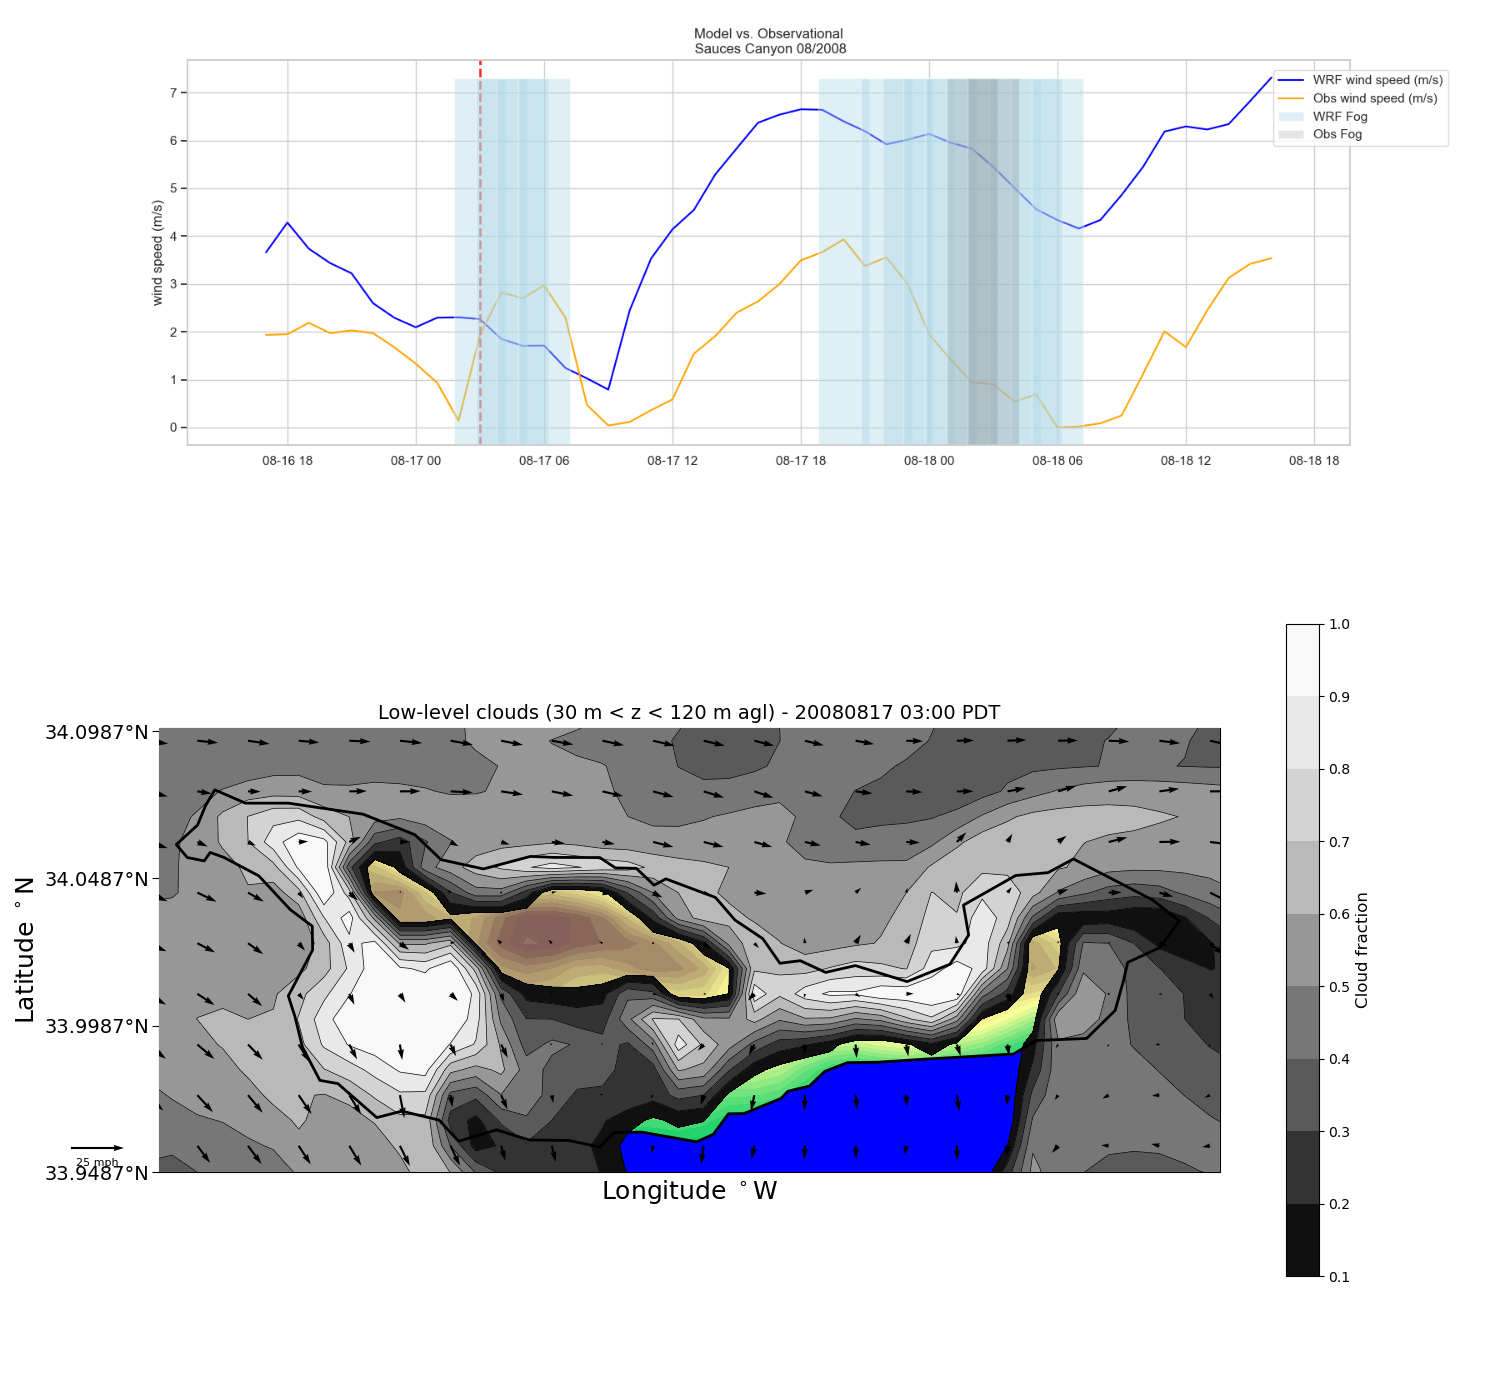 Model vs. Observational
Sauces Canyon 08/2008
7
6
5
4
3
2
1
0
wind speed (m/s)
WRF wind speed (m/s)
Obs wind speed (m/s)
WRF Fog
Obs Fog
08-16 18
08-17 00
08-17 06
08-17 12
08-17 18
08-18 00
08-18 06
08-18 12
08-18 18
Low-level clouds (30 m < z < 120 m agl) - 20080817 03:00 PDT
34.0987°N
34.0487°N
33.9987°N
33.9487°N
Latitude °N
25 mph
Longitude °W
1.0
0.9
0.8
0.7
0.6
0.5
0.4
0.3
0.2
0.1
Cloud fraction